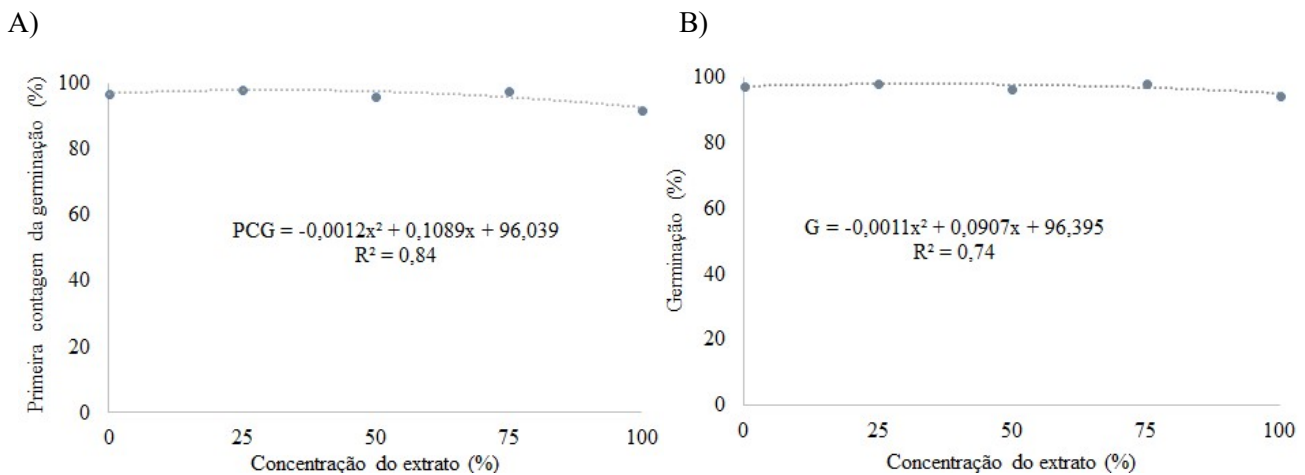 A)
Primeira contagem da germinação (%)
100
80
60
40
20
0
PCG = -0,0012x² + 0,1089x + 96,039
R² = 0,84
0 25 50 75 100
Concentração do extrato (%)
B)
Germinação (%)
100
80
60
40
20
0
G = -0,0011x² + 0,0907x + 96,395
R² = 0,74
0 25 50 75 100
Concentração do extrato (%)